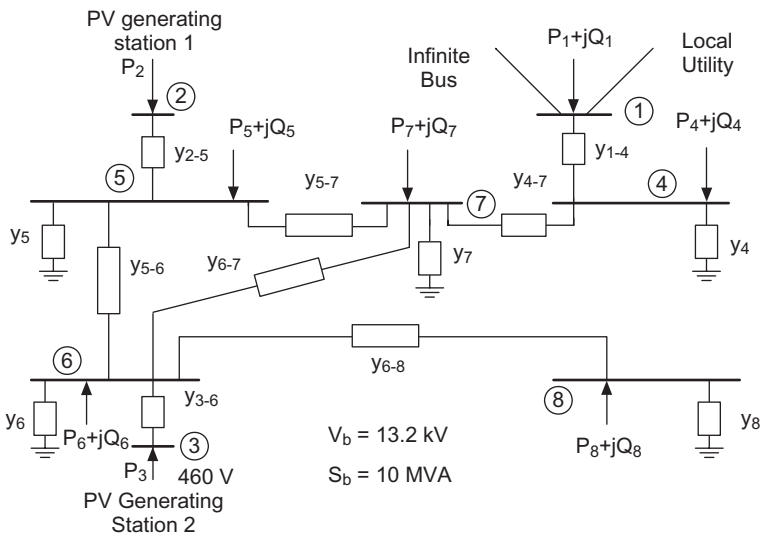 PV generating
station 1
P2
2
P5+jQ5
y2-5
5
y5
y5-6
y5-7
Infinite
Bus
P7+jQ7
7
y7
y6-7
P1+jQ1
Local
Utility
1
y1-4
P4+jQ4
y4-7
4
y4
6
y6
P6+jQ6
y3-6
3
P3
460 V
PV Generating
Station 2
y6-8
Vb = 13.2 kV
Sb = 10 MVA
8
P8+jQ8
y8